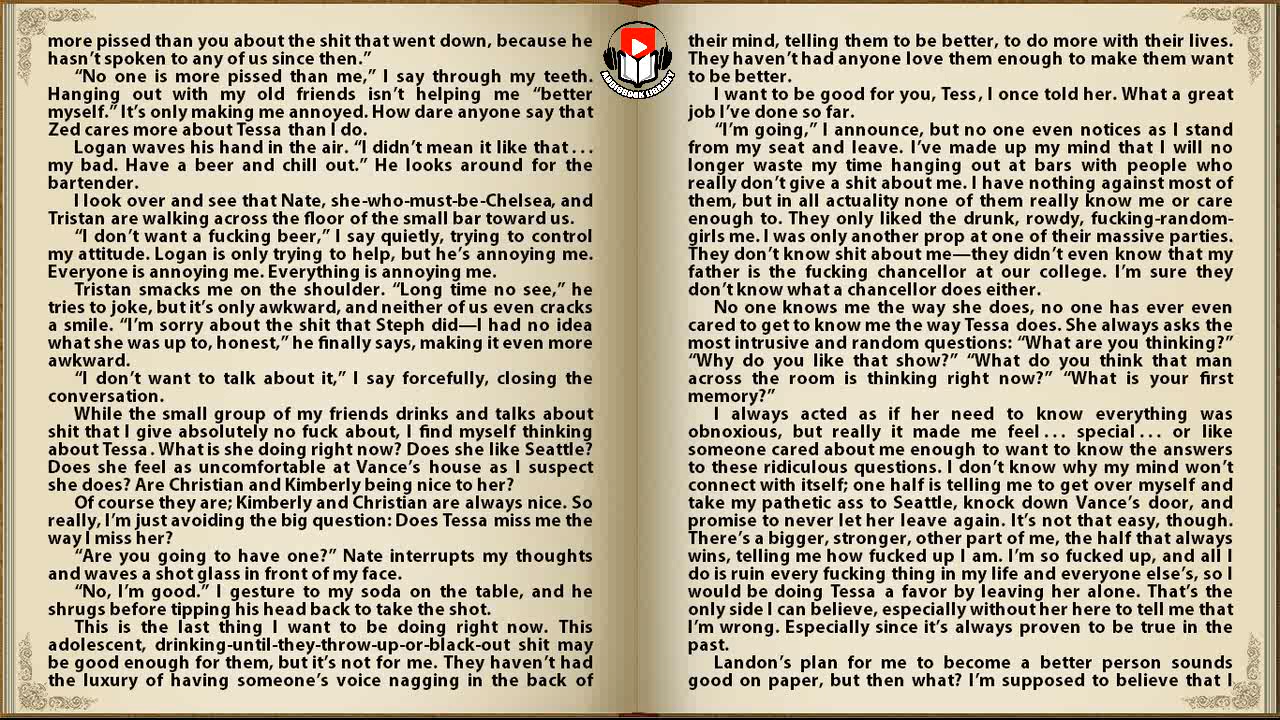 more pissed than you about the shit that went down, because he
hasn’t spoken to any of us since then.”
“No one is more pissed than me,” I say through my teeth.
Hanging out with my old friends isn’t helping me “better
myself.” It’s only making me annoyed. How dare anyone say that
Zed cares more about Tessa than I do.
Logan waves his hand in the air. “I didn’t mean it like that . . .
my bad. Have a beer and chill out.” He looks around for the
bartender.
I look over and see that Nate, she-who-must-be-Chelsea, and
Tristan are walking across the floor of the small bar toward us.
“I don’t want a fucking beer,” I say quietly, trying to control
my attitude. Logan is only trying to help, but he’s annoying me.
Everyone is annoying me. Everything is annoying me.
Tristan smacks me on the shoulder. “Long time no see,” he
tries to joke, but it’s only awkward, and neither of us even cracks
a smile. “I’m sorry about the shit that Steph did—I had no idea
what she was up to, honest,” he finally says, making it even more
awkward.
“I don’t want to talk about it,” I say forcefully, closing the
conversation.
While the small group of my friends drinks and talks about
shit that I give absolutely no fuck about, I find myself thinking
about Tessa . What is she doing right now? Does she like Seattle?
Does she feel as uncomfortable at Vance’s house as I suspect
she does? Are Christian and Kimberly being nice to her?
Of course they are; Kimberly and Christian are always nice. So
really, I’m just avoiding the big question: Does Tessa miss me the
way I miss her?
“Are you going to have one?” Nate interrupts my thoughts
and waves a shot glass in front of my face.
“No, I’m good.” I gesture to my soda on the table, and he
shrugs before tipping his head back to take the shot.
This is the last thing I want to be doing right now. This
adolescent, drinking-until-they-throw-up-or-black-out shit may
be good enough for them, but it’s not for me. They haven’t had
the luxury of having someone’s voice nagging in the back of
AUDIOBOOK LIBRARY
their mind, telling them to be better, to do more with their lives.
They haven’t had anyone love them enough to make them want
to be better.
I want to be good for you, Tess, I once told her. What a great
job I’ve done so far.
“I’m going,” I announce, but no one even notices as I stand
from my seat and leave. I’ve made up my mind that I will no
longer waste my time hanging out at bars with people who
really don’t give a shit about me. I have nothing against most of
them, but in all actuality none of them really know me or care
enough to. They only liked the drunk, rowdy, fucking-random-
girls me. I was only another prop at one of their massive parties.
They don’t know shit about me—they didn’t even know that my
father is the fucking chancellor at our college. I’m sure they
don’t know what a chancellor does either.
No one knows me the way she does, no one has ever even
cared to get to know me the way Tessa does. She always asks the
most intrusive and random questions: “What are you thinking?”
“Why do you like that show?” “What do you think that man
across the room is thinking right now?” “What is your first
memory?”
I always acted as if her need to know everything was
obnoxious, but really it made me feel . . . special . . . or like
someone cared about me enough to want to know the answers
to these ridiculous questions. I don’t know why my mind won’t
connect with itself; one half is telling me to get over myself and
take my pathetic ass to Seattle, knock down Vance’s door, and
promise to never let her leave again. It’s not that easy, though.
There’s a bigger, stronger, other part of me, the half that always
wins, telling me how fucked up I am. I’m so fucked up, and all I
do is ruin every fucking thing in my life and everyone else’s, so I
would be doing Tessa a favor by leaving her alone. That’s the
only side I can believe, especially without her here to tell me that
I’m wrong. Especially since it’s always proven to be true in the
past.
Landon’s plan for me to become a better person sounds
good on paper, but then what? I’m supposed to believe that I